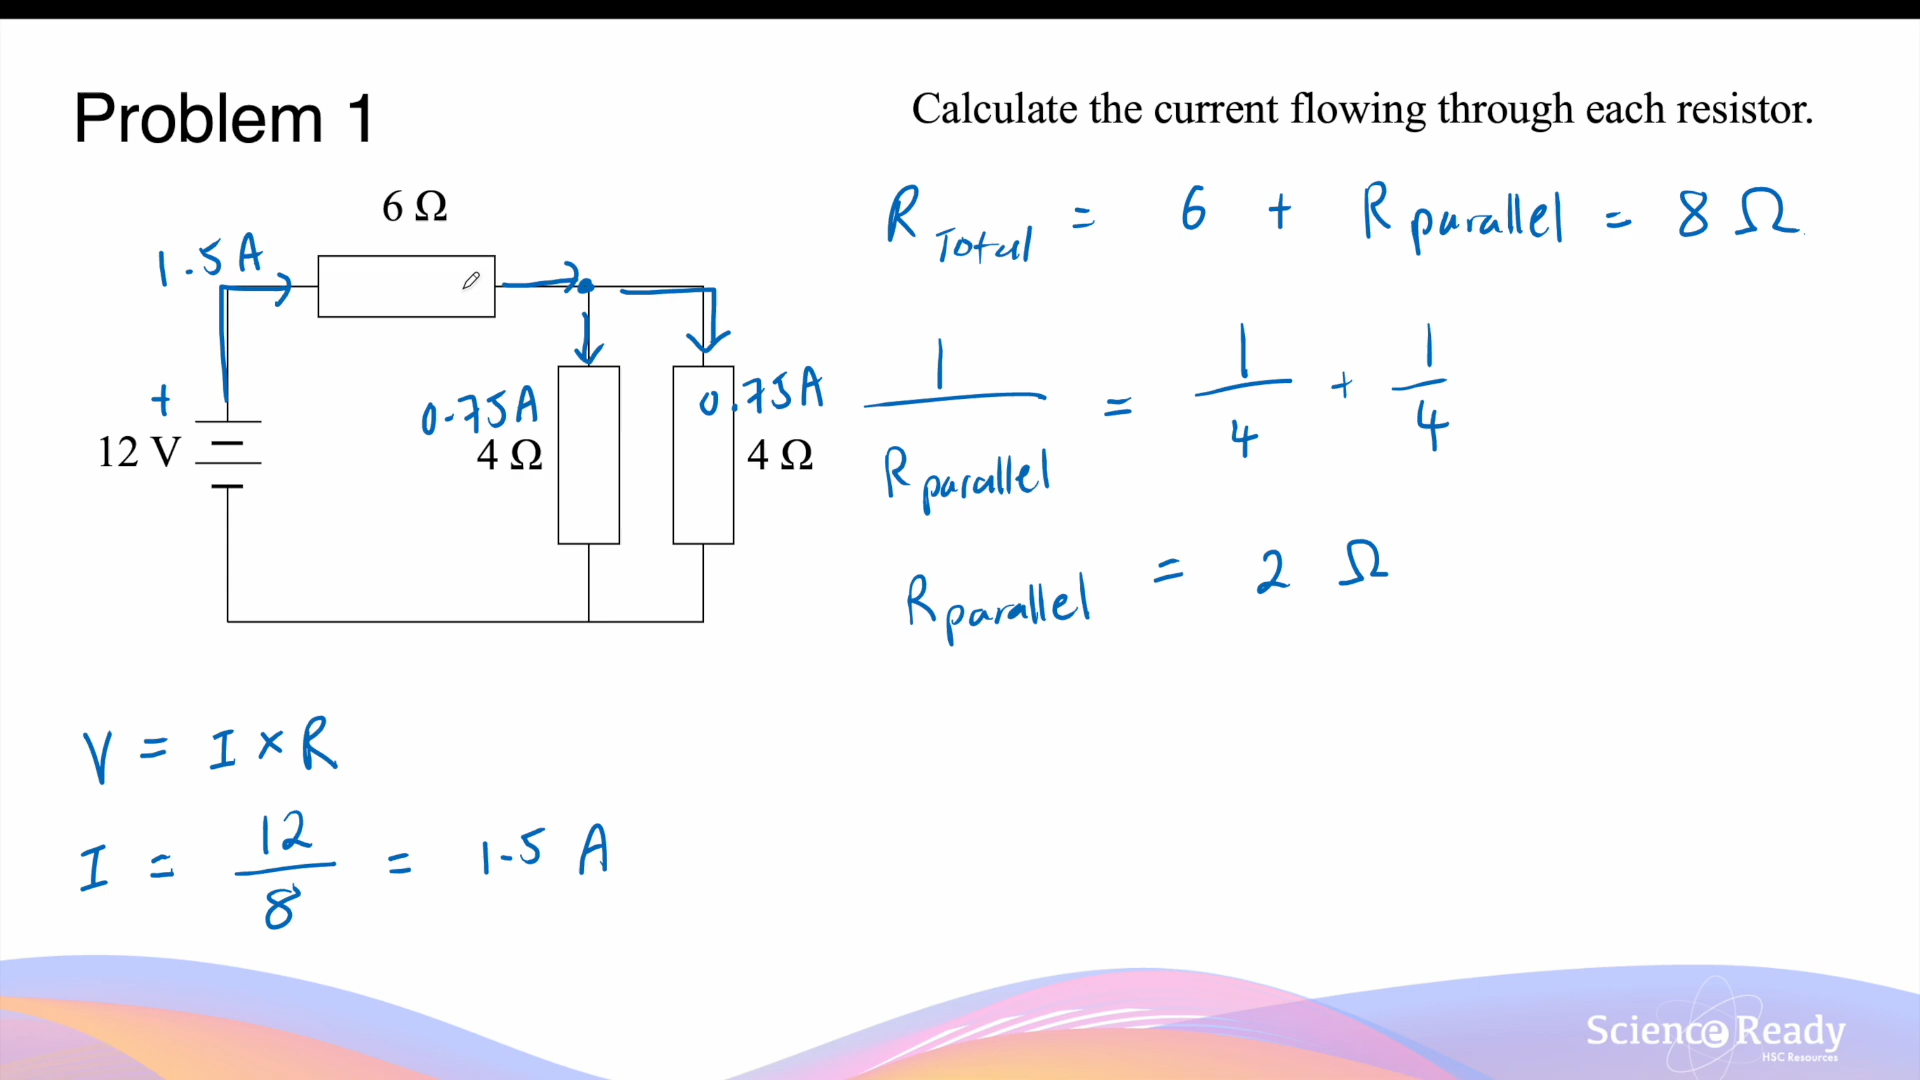 Problem 1
Calculate the current flowing through each resistor.
6 Ω
1.5 A
+
12 V
0.75A
4 Ω
0.75A
4 Ω
R Total = 6 + R parallel = 8 Ω
1/R parallel = 1/4 + 1/4
R parallel = 2 Ω
V = I × R
I = 12/8 = 1.5 A
Science Ready
HSC Resources